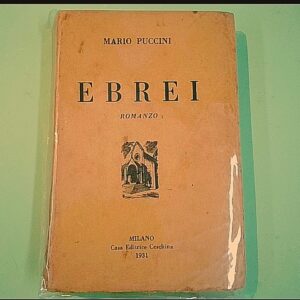 MARIO PUCCINI
EBREI
ROMANZO
MILANO
Casa Editrice Ceschina
1931